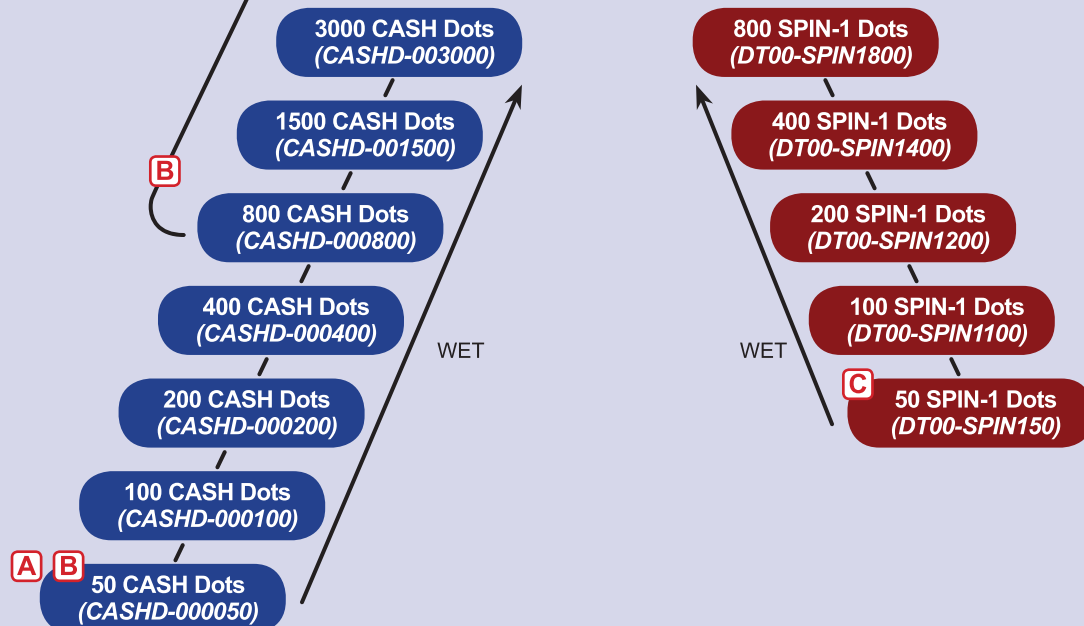 3000 CASH Dots
(CASHD-003000)
800 SPIN-1 Dots
(DT00-SPIN1800)
1500 CASH Dots
(CASHD-001500)
400 SPIN-1 Dots
(DT00-SPIN1400)
B
800 CASH Dots
(CASHD-000800)
200 SPIN-1 Dots
(DT00-SPIN1200)
400 CASH Dots
(CASHD-000400)
100 SPIN-1 Dots
(DT00-SPIN1100)
WET
WET
200 CASH Dots
(CASHD-000200)
C
50 SPIN-1 Dots
(DT00-SPIN150)
100 CASH Dots
(CASHD-000100)
A
B
50 CASH Dots
(CASHD-000050)